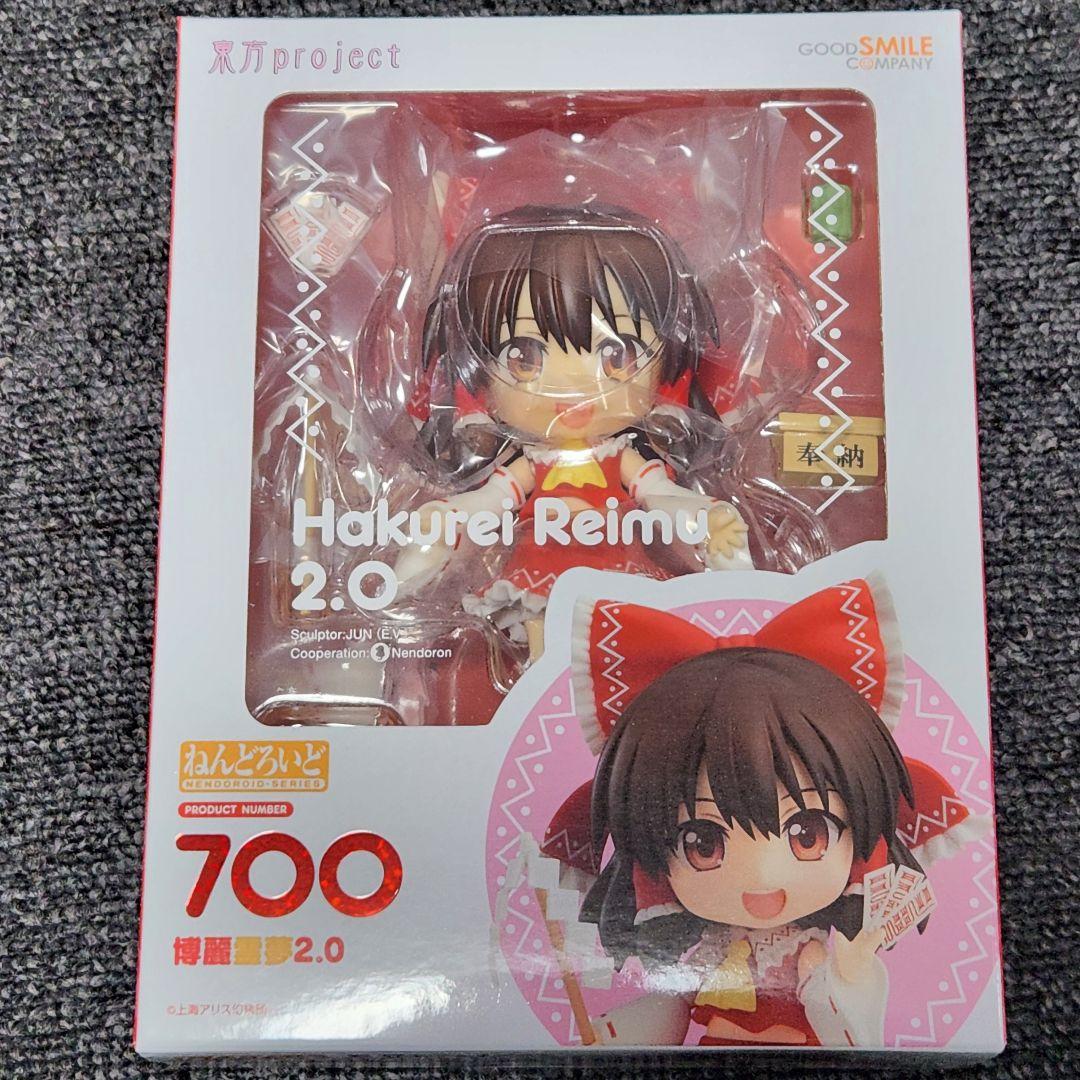 東方project
GOOD SMILE
COMPANY
奉納
Hakurei Reimu
2.0
Sculptor:JUN (E.V.
Cooperation: Nendoron
ねんどろいど
NENDOROID-SERIES
PRODUCT NUMBER
700
博麗霊夢2.0
©上海アリス幻樂団